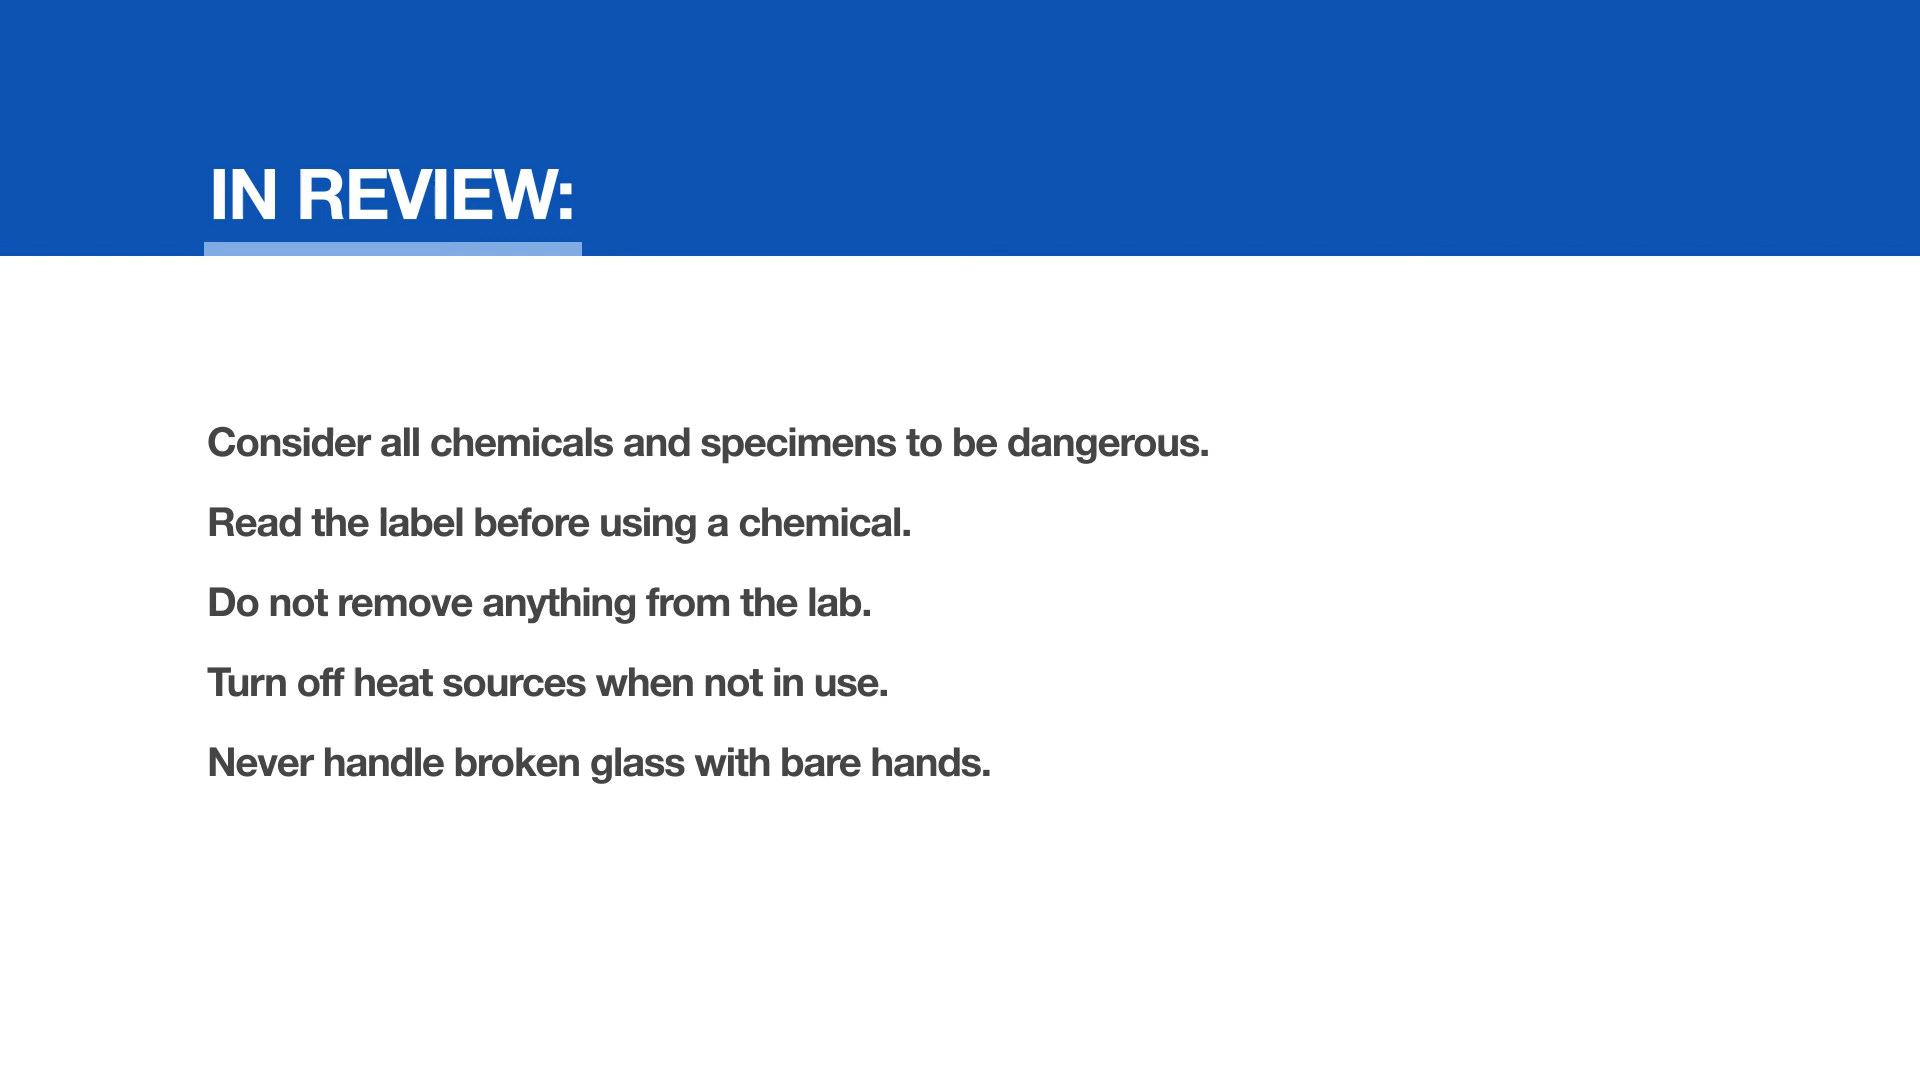 IN REVIEW:
Consider all chemicals and specimens to be dangerous.
Read the label before using a chemical.
Do not remove anything from the lab.
Turn off heat sources when not in use.
Never handle broken glass with bare hands.